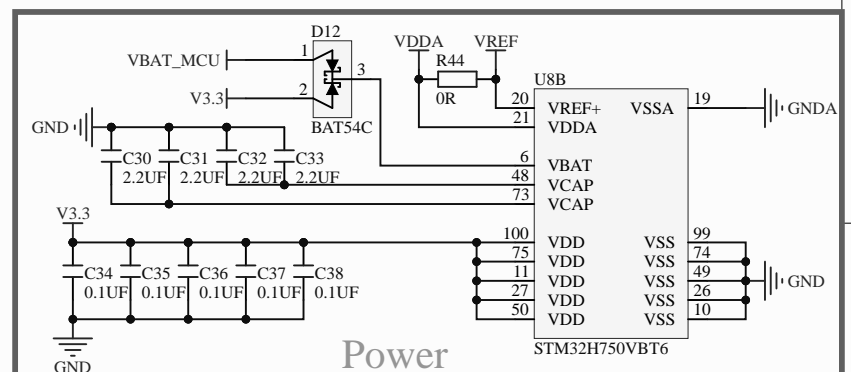 D12
VBAT_MCU 1
3
V3.3 2
BAT54C
VDDA VREF
R44
0R
U8B
20 VREF+ VSSA 19 GNDA
21 VDDA
6 VBAT
48 VCAP
73 VCAP
GND
C30 C31 C32 C33
2.2UF 2.2UF 2.2UF 2.2UF
V3.3
100 VDD VSS 99
75 VDD VSS 74
11 VDD VSS 49 GND
27 VDD VSS 26
50 VDD VSS 10
C34 C35 C36 C37 C38
0.1UF 0.1UF 0.1UF 0.1UF 0.1UF
GND
Power
STM32H750VBT6